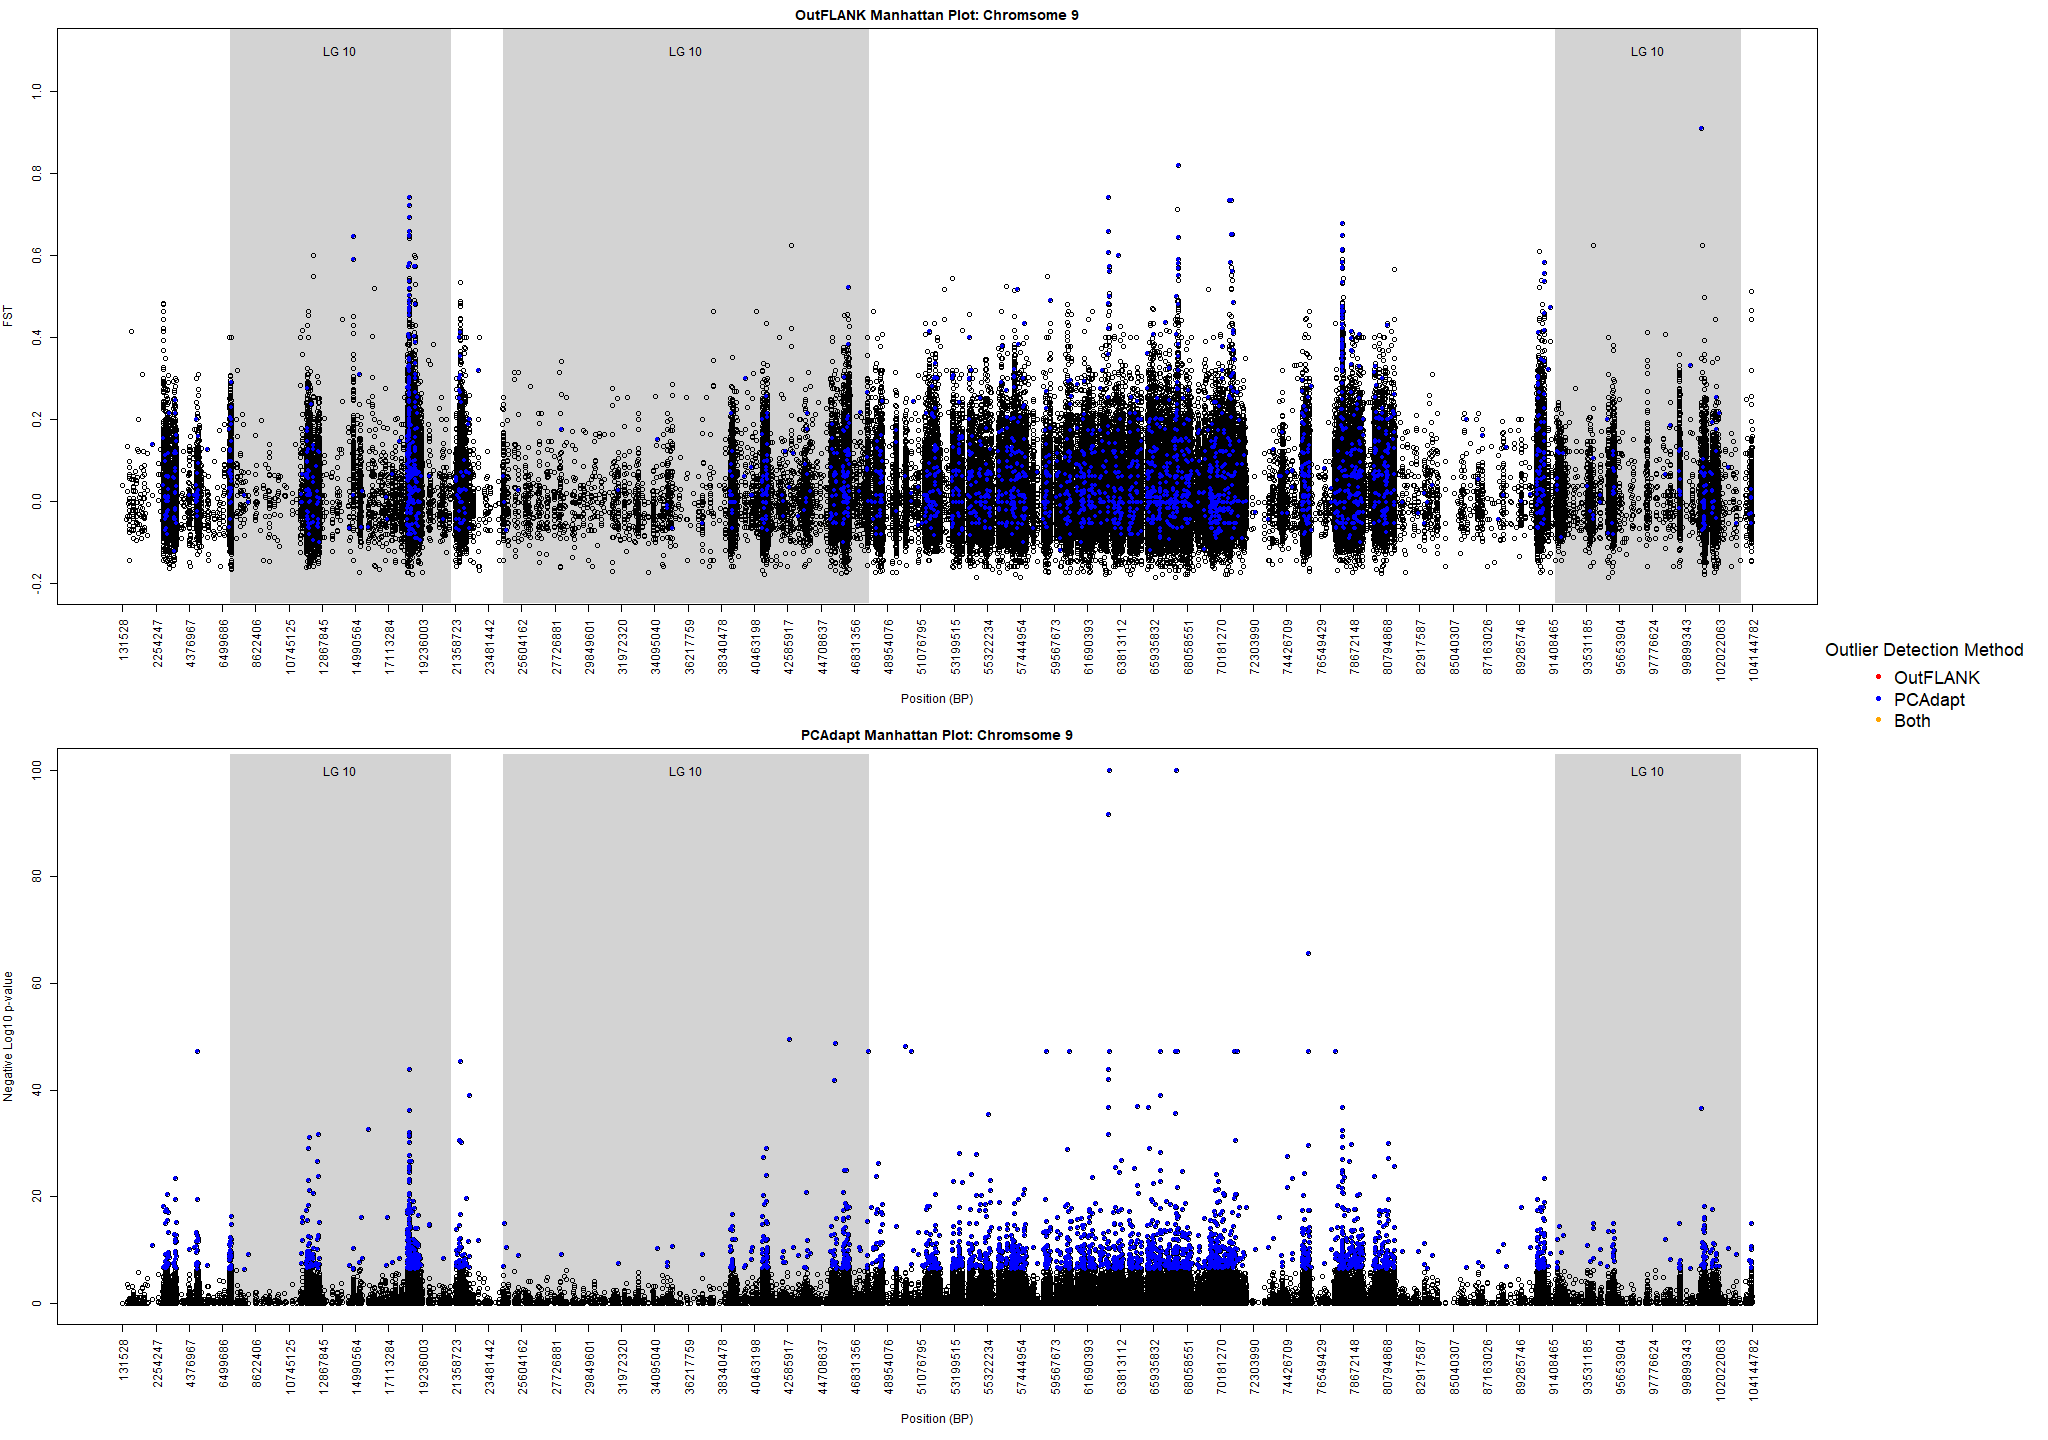 OutFLANK Manhattan Plot: Chromsome 9
LG 10 LG 10 LG 10
FST
1.0
0.8
0.6
0.4
0.2
0.0
-0.2
131528 2254247 4376967 6499686 8622406 10745125 12867845 14990564 17113284 19236003 21358723 23481442 25604162 27726881 29849601 31972320 34095040 36217759 38340478 40463198 42585917 44708637 46831356 48954076 51076795 53199515 55322234 57444954 59567673 61690393 63813112 65935832 68058551 70181270 72303990 74426709 76549429 78672148 80794868 82917587 85040307 87163026 89285746 91408465 93531185 95653904 97776624 99899343 102022063 104144782
Position (BP)
Outlier Detection Method
OutFLANK
PCAdapt
Both
PCAdapt Manhattan Plot: Chromsome 9
LG 10 LG 10 LG 10
Negative Log10 p-value
100
80
60
40
20
0
131528 2254247 4376967 6499686 8622406 10745125 12867845 14990564 17113284 19236003 21358723 23481442 25604162 27726881 29849601 31972320 34095040 36217759 38340478 40463198 42585917 44708637 46831356 48954076 51076795 53199515 55322234 57444954 59567673 61690393 63813112 65935832 68058551 70181270 72303990 74426709 76549429 78672148 80794868 82917587 85040307 87163026 89285746 91408465 93531185 95653904 97776624 99899343 102022063 104144782
Position (BP)